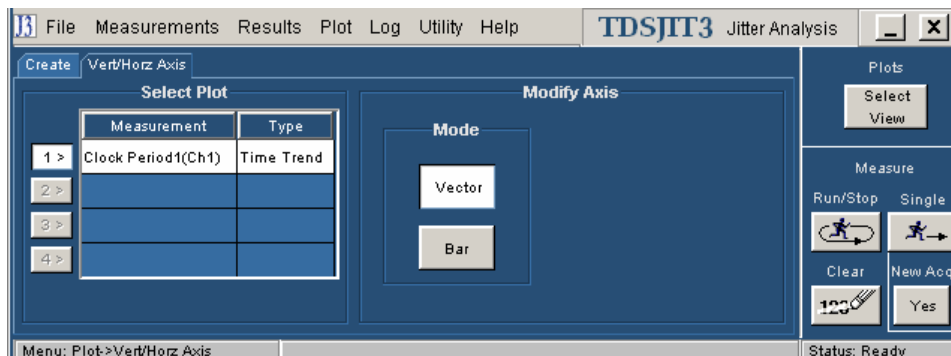 J3 File Measurements Results Plot Log Utility Help TDSJIT3 Jitter Analysis
Create Vert/Horz Axis
Select Plot
Measurement Type
1 > Clock Period1(Ch1) Time Trend
2 >
3 >
4 >
Modify Axis
Mode
Vector
Bar
Plots
Select
View
Measure
Run/Stop Single
Clear New Acq
123 Yes
Menu: Plot->Vert/Horz Axis Status: Ready